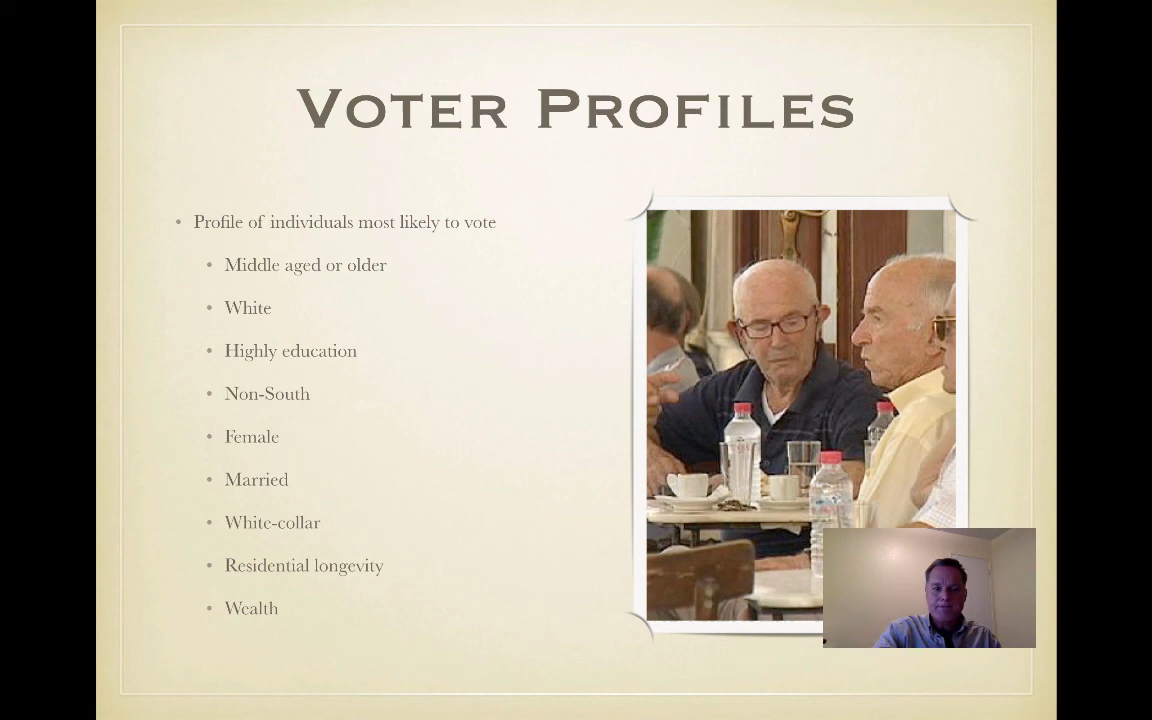 Voter Profiles
• Profile of individuals most likely to vote
• Middle aged or older
• White
• Highly education
• Non-South
• Female
• Married
• White-collar
• Residential longevity
• Wealth